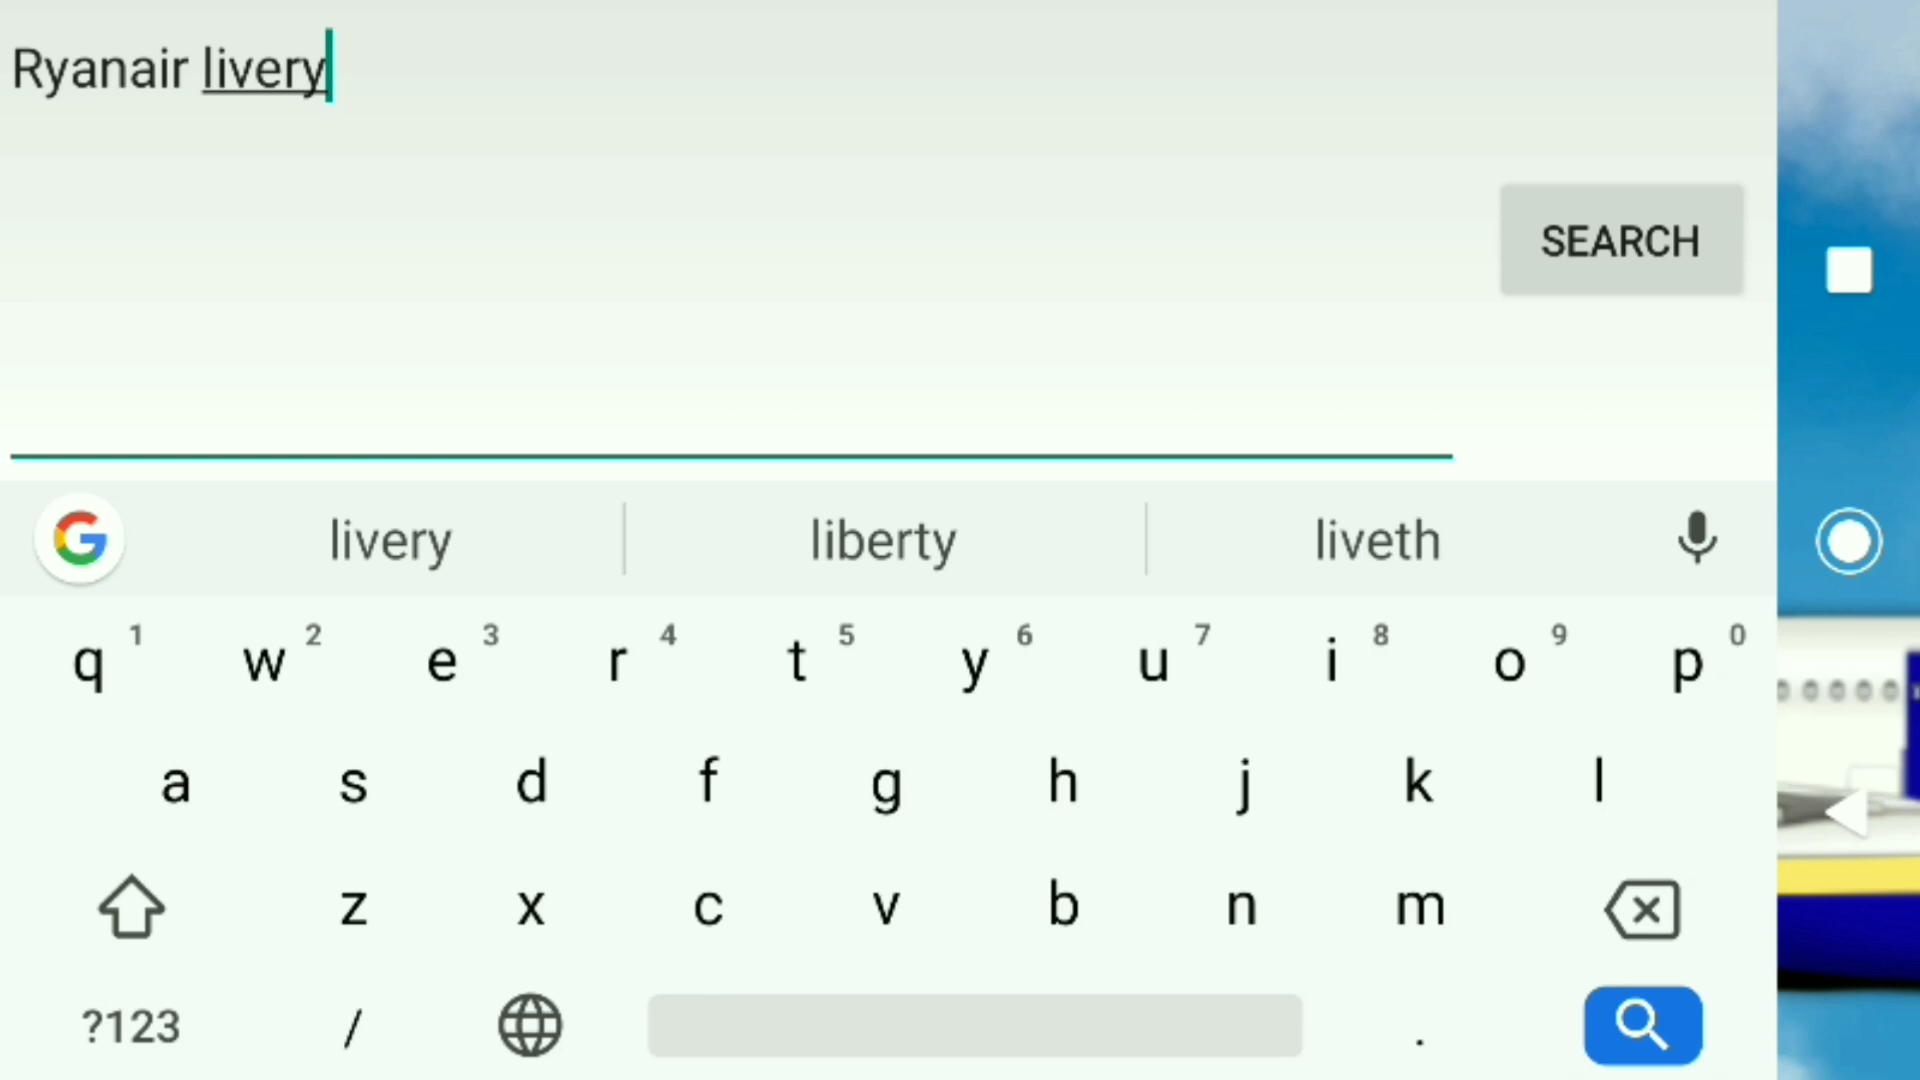 Ryanair livery
SEARCH
G livery liberty liveth
q 1 w 2 e 3 r 4 t 5 y 6 u 7 i 8 o 9 p 0
a s d f g h j k l
z x c v b n m
?123 / .